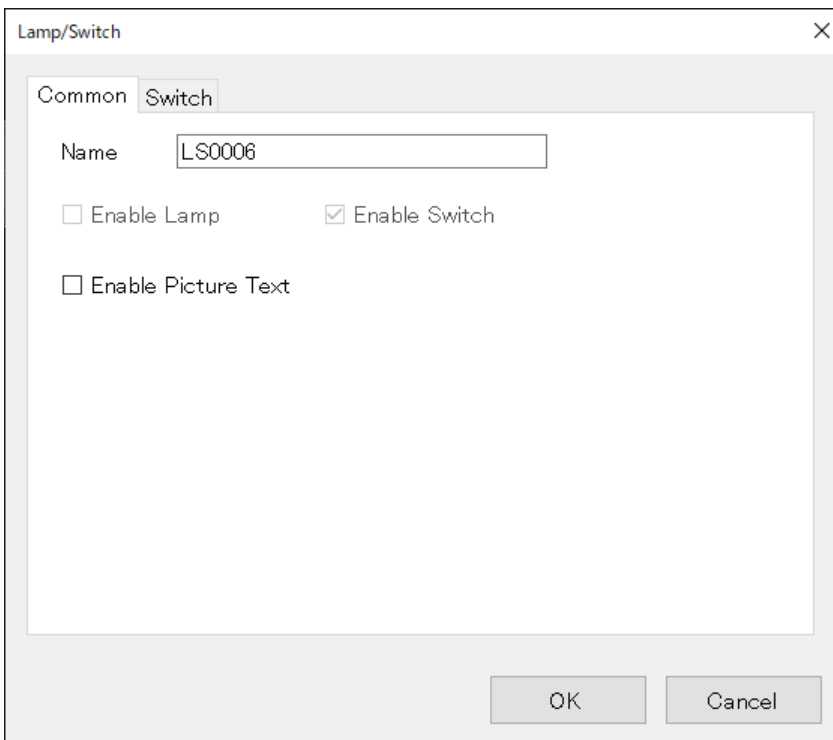 Lamp/Switch
Common Switch
Name LS0006
Enable Lamp Enable Switch
Enable Picture Text
OK Cancel